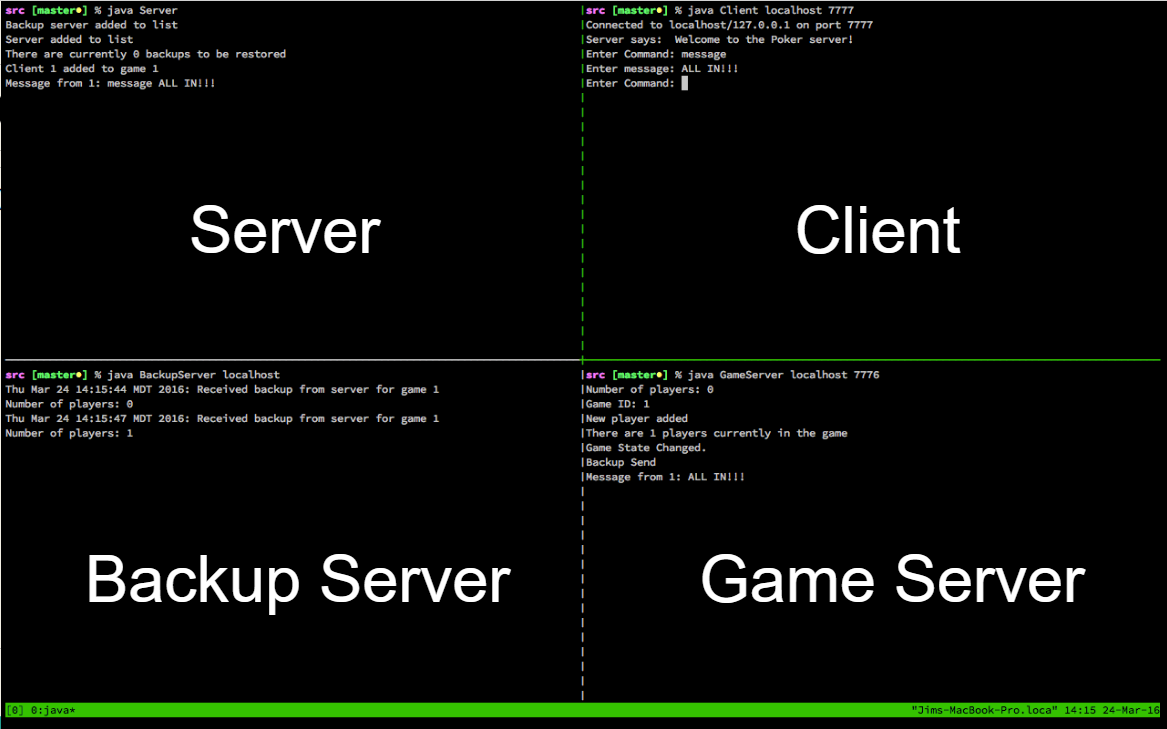 src [master●] % java Server
Backup server added to list
Server added to list
There are currently 0 backups to be restored
Client 1 added to game 1
Message from 1: message ALL IN!!!
Server
src [master●] % java Client localhost 7777
Connected to localhost/127.0.0.1 on port 7777
Server says:  Welcome to the Poker server!
Enter Command: message
Enter message: ALL IN!!!
Enter Command:
Client
src [master●] % java BackupServer localhost
Thu Mar 24 14:15:44 MDT 2016: Received backup from server for game 1
Number of players: 0
Thu Mar 24 14:15:47 MDT 2016: Received backup from server for game 1
Number of players: 1
Backup Server
src [master●] % java GameServer localhost 7776
Number of players: 0
Game ID: 1
New player added
There are 1 players currently in the game
Game State Changed.
Backup Send
Message from 1: ALL IN!!!
Game Server
[0] 0:java*
"Jims-MacBook-Pro.loca" 14:15 24-Mar-16